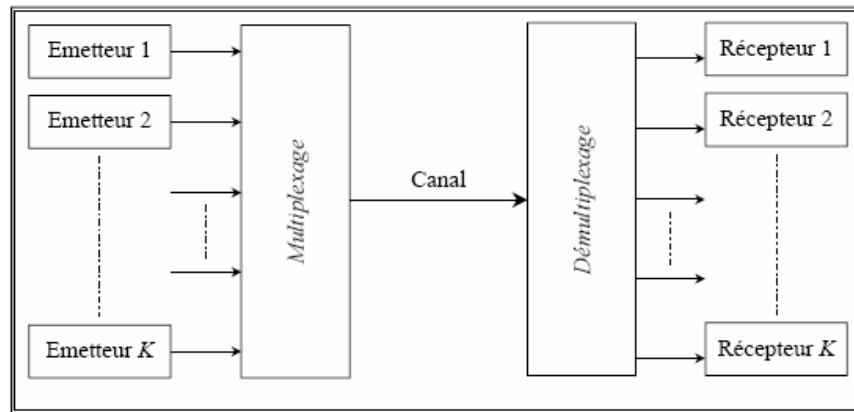 Emetteur 1
Emetteur 2
Emetteur K
Multiplexage
Canal
Démultiplexage
Récepteur 1
Récepteur 2
Récepteur K